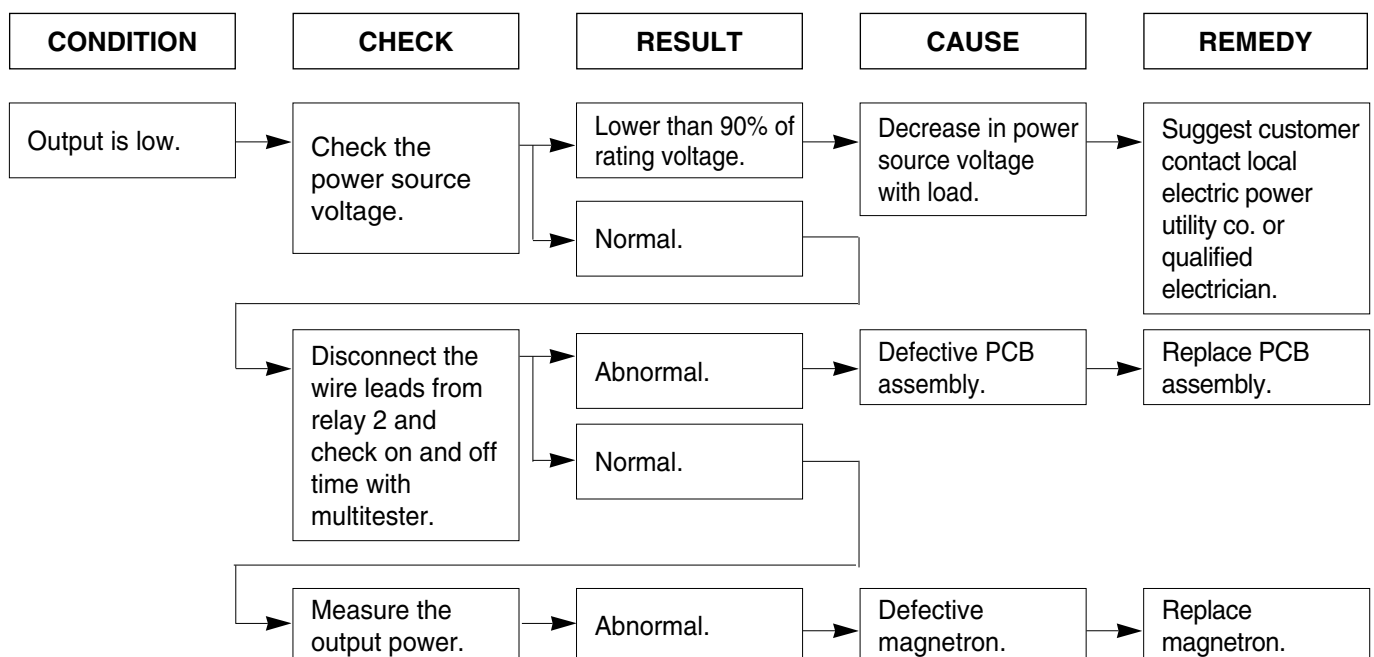 CONDITION
CHECK
RESULT
CAUSE
REMEDY
Output is low.
Check the
power source
voltage.
Lower than 90% of
rating voltage.
Decrease in power
source voltage
with load.
Suggest customer
contact local
electric power
utility co. or
qualified
electrician.
Normal.
Disconnect the
wire leads from
relay 2 and
check on and off
time with
multitester.
Abnormal.
Defective PCB
assembly.
Replace PCB
assembly.
Normal.
Measure the
output power.
Abnormal.
Defective
magnetron.
Replace
magnetron.